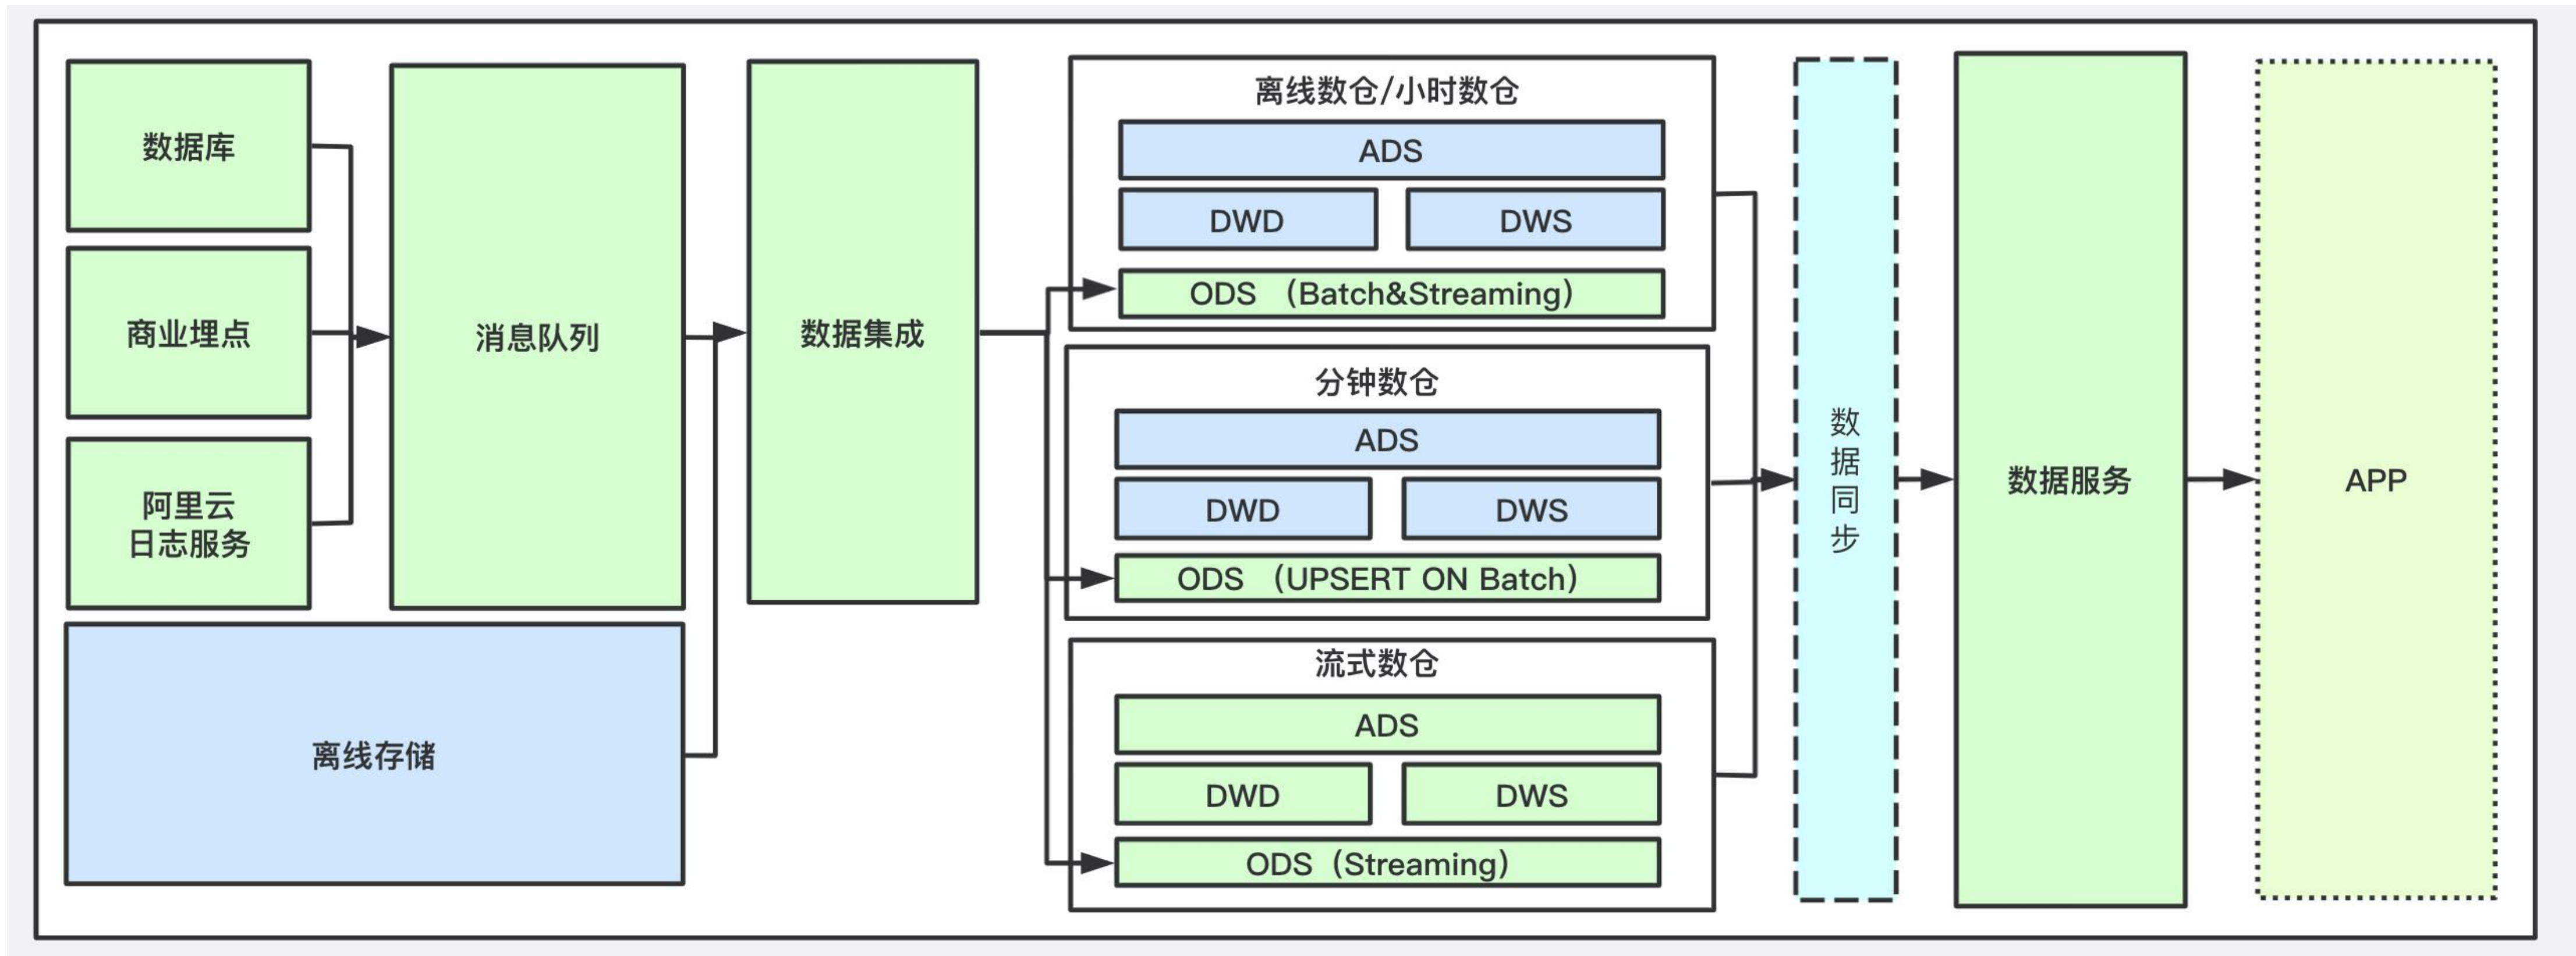 数据库
商业埋点
阿里云
日志服务
离线存储
消息队列
数据集成
离线数仓/小时数仓
ADS
DWD
DWS
ODS （Batch&Streaming）
分钟数仓
ADS
DWD
DWS
ODS （UPSERT ON Batch）
流式数仓
ADS
DWD
DWS
ODS（Streaming）
数
据
同
步
数据服务
APP